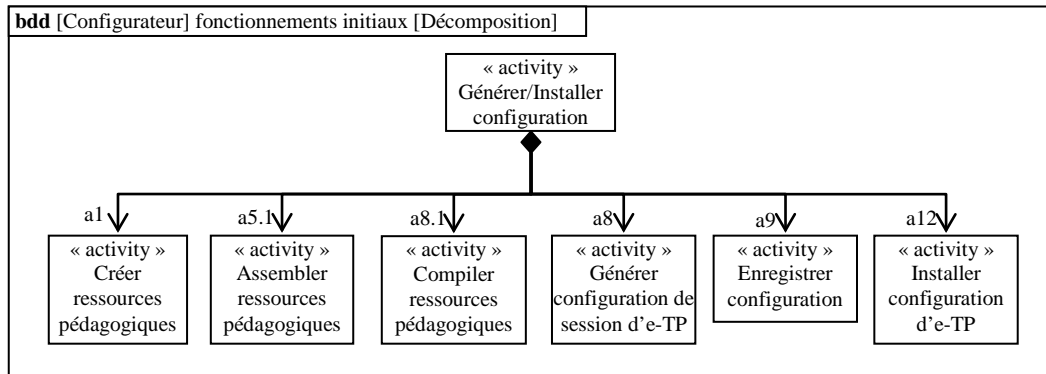 bdd [Configurateur] fonctionnements initiaux [Décomposition]
« activity »
Générer/Installer
configuration
a1
a5.1
a8.1
a8
a9
a12
« activity »
Créer
ressources
pédagogiques
« activity »
Assembler
ressources
pédagogiques
« activity »
Compiler
ressources
pédagogiques
« activity »
Générer
configuration de
session d’e-TP
« activity »
Enregistrer
configuration
« activity »
Installer
configuration
d’e-TP